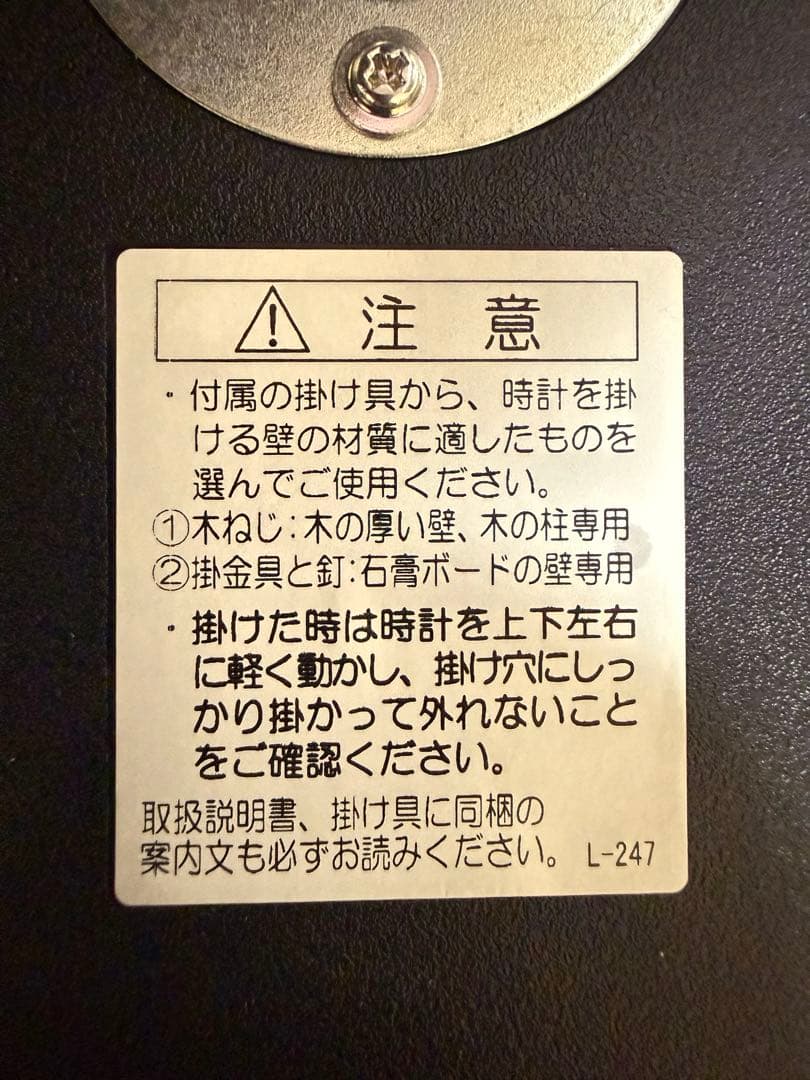 注意
・付属の掛け具から、時計を掛
ける壁の材質に適したものを
選んでご使用ください。
①木ねじ:木の厚い壁、木の柱専用
②掛金具と釘:石膏ボードの壁専用
・掛けた時は時計を上下左右
に軽く動かし、掛け穴にしっ
かり掛かって外れないこと
をご確認ください。
取扱説明書、掛け具に同梱の
案内文も必ずお読みください。 L-247